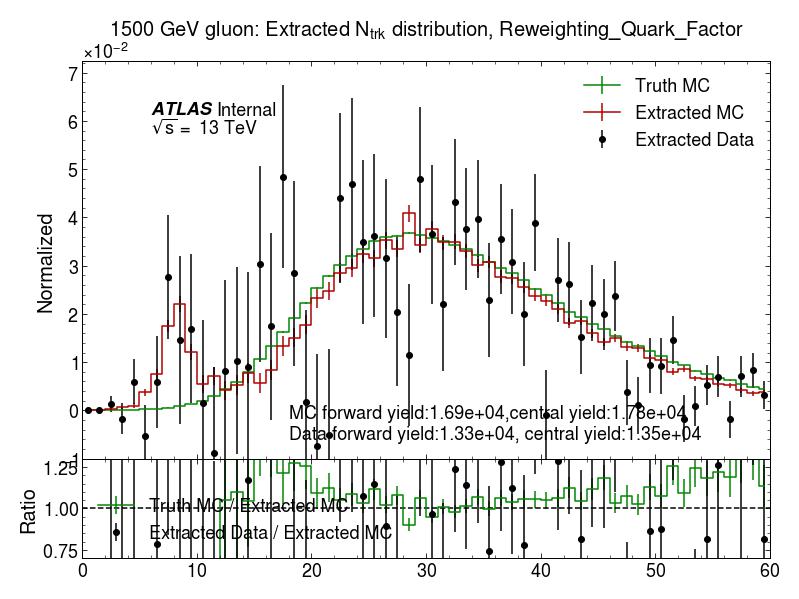 1500 GeV gluon: Extracted Ntrk distribution, Reweighting_Quark_Factor
×10−2
7
6
5
4
3
2
1
0
Normalized
ATLAS Internal
√s = 13 TeV
Truth MC
Extracted MC
Extracted Data
MC forward yield:1.69e+04,central yield:1.78e+04
Data forward yield:1.33e+04, central yield:1.35e+04
1.25
1.00
0.75
Ratio
Truth MC / Extracted MC
Extracted Data / Extracted MC
0 10 20 30 40 50 60